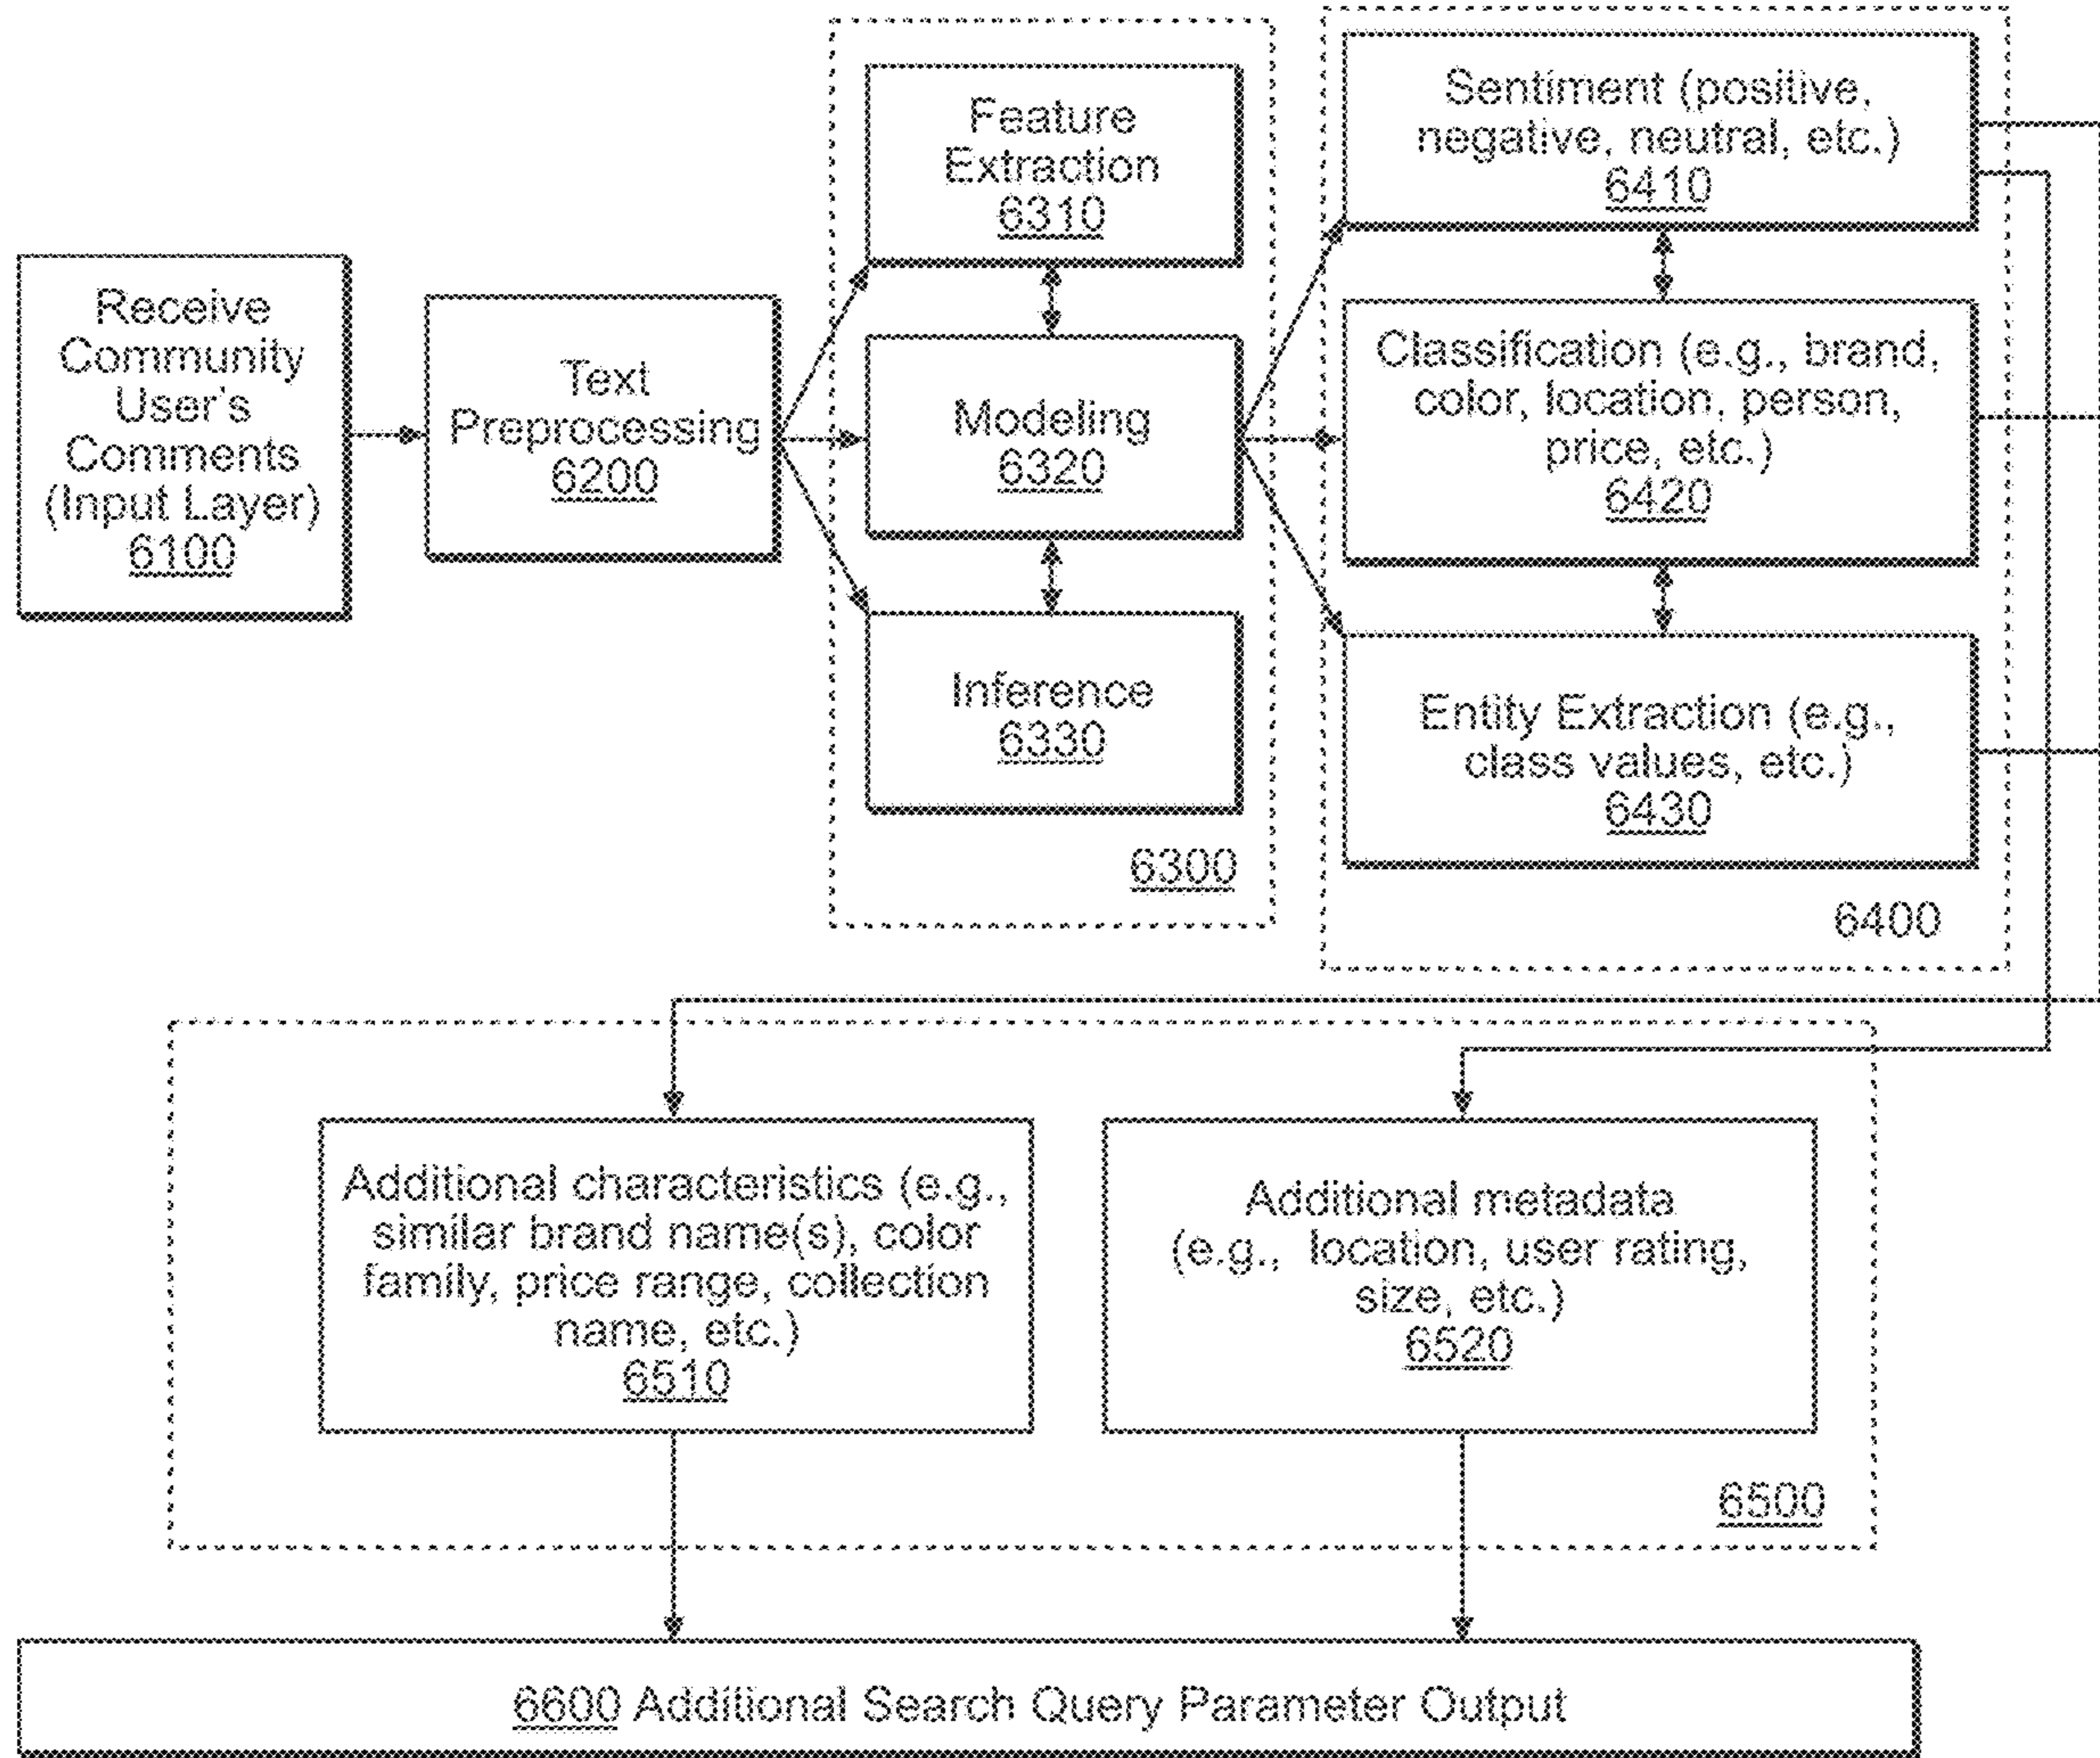 Receive
Community
User's
Comments
(Input Layer)
6100
Text
Preprocessing
6200
Feature
Extraction
6310
Modeling
6320
Inference
6330
6300
Sentiment (positive,
negative, neutral, etc.)
6410
Classification (e.g., brand,
color, location, person,
price, etc.)
6420
Entity Extraction (e.g.,
class values, etc.)
6430
6400
Additional characteristics (e.g.,
similar brand name(s), color
family, price range, collection
name, etc.)
6510
Additional metadata
(e.g., location, user rating,
size, etc.)
6520
6500
6600 Additional Search Query Parameter Output